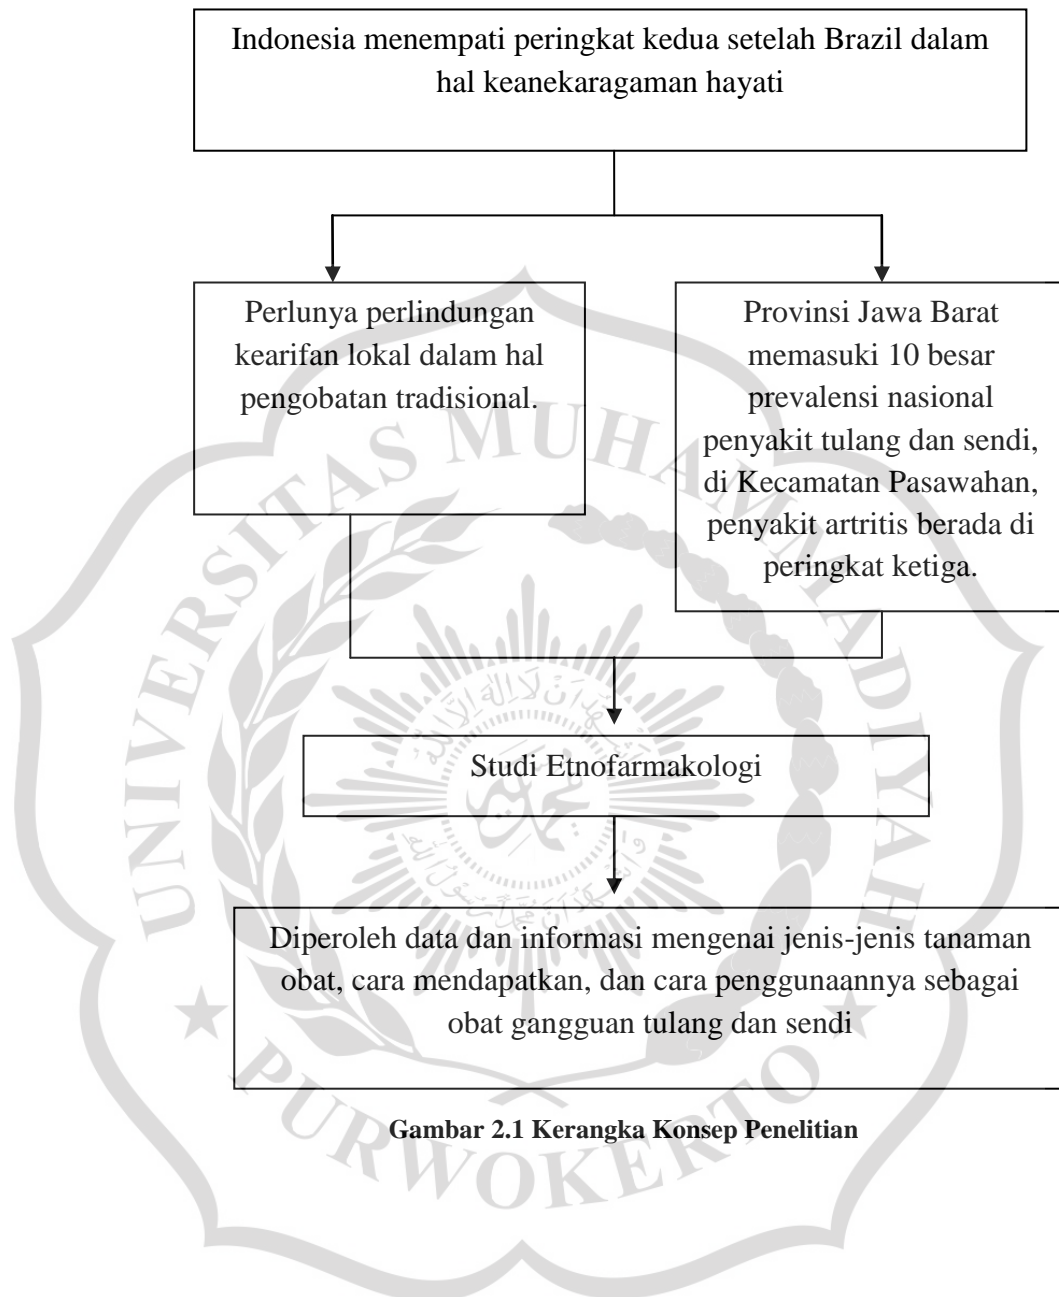 Indonesia menempati peringkat kedua setelah Brazil dalam
hal keanekaragaman hayati
Perlunya perlindungan
kearifan lokal dalam hal
pengobatan tradisional.
Provinsi Jawa Barat
memasuki 10 besar
prevalensi nasional
penyakit tulang dan sendi,
di Kecamatan Pasawahan,
penyakit artritis berada di
peringkat ketiga.
Studi Etnofarmakologi
Diperoleh data dan informasi mengenai jenis-jenis tanaman
obat, cara mendapatkan, dan cara penggunaannya sebagai
obat gangguan tulang dan sendi
Gambar 2.1 Kerangka Konsep Penelitian
UNIVERSITAS MUHAMMADIYAH
PURWOKERTO